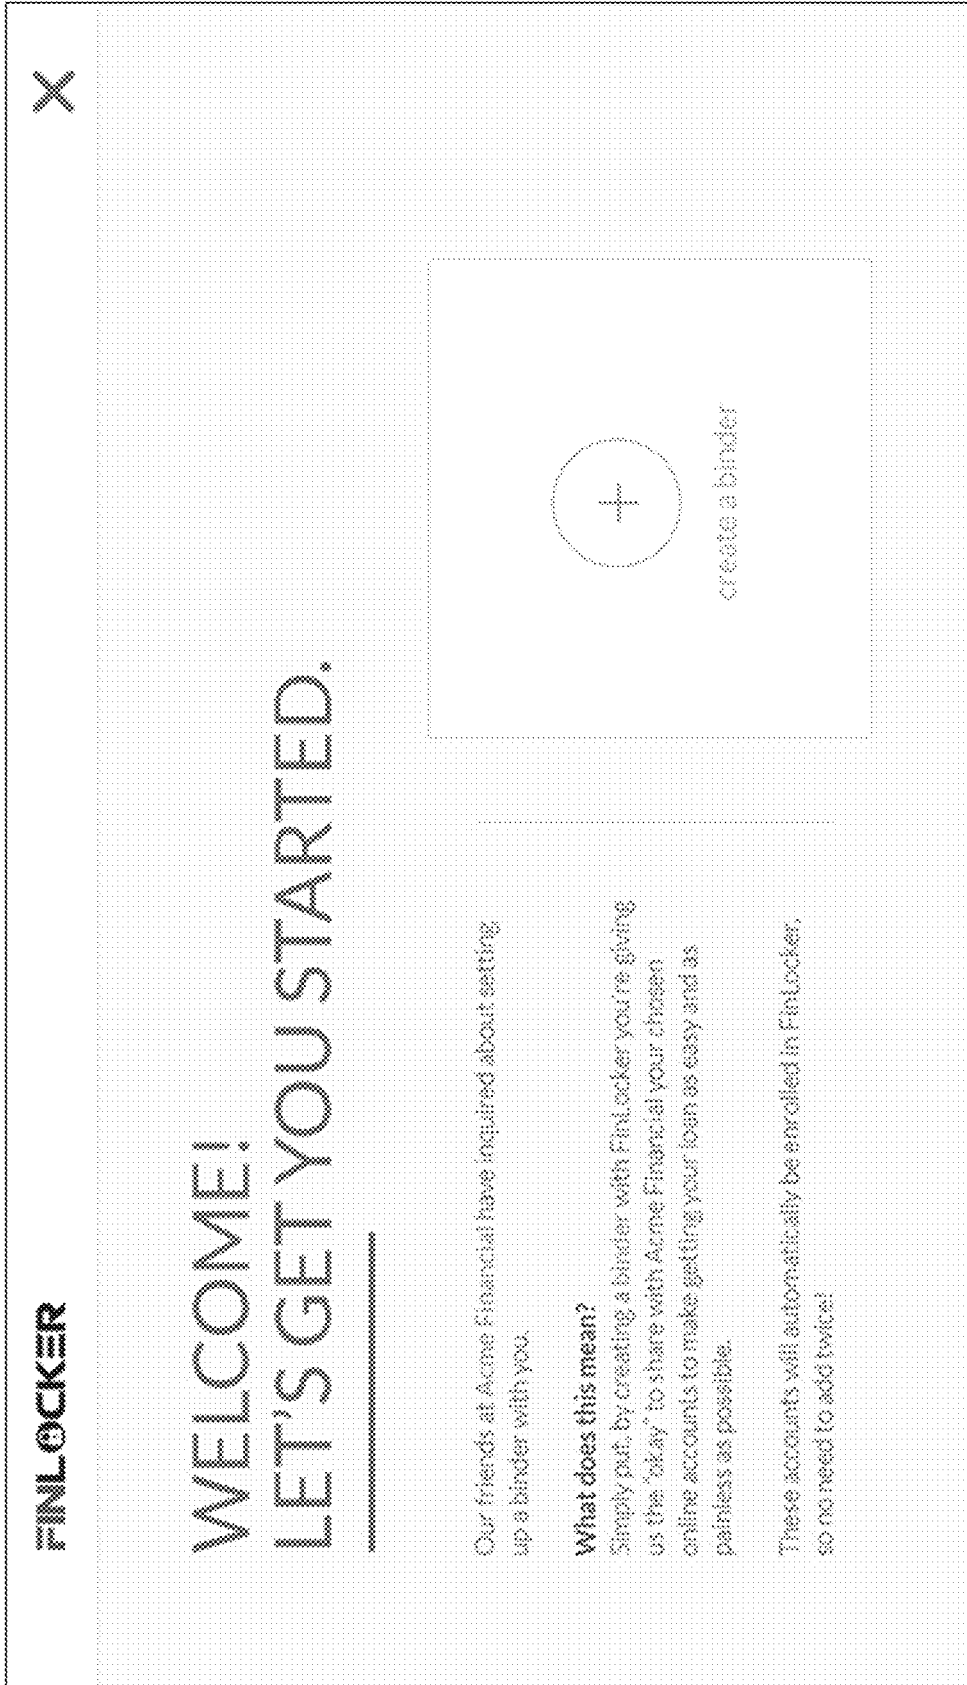 FINLOCKER
WELCOME!
LET'S GET YOU STARTED.
Our friends at Acme Financial have inquired about setting
up a binder with you.
What does this mean?
Simply put, by creating a binder with FinLocker you're giving
us the "okay" to share with Acme Financial your chosen
online accounts to make getting your loan as easy and as
painless as possible.
These accounts will automatically be enrolled in FinLocker,
so no need to add twice!
create a binder